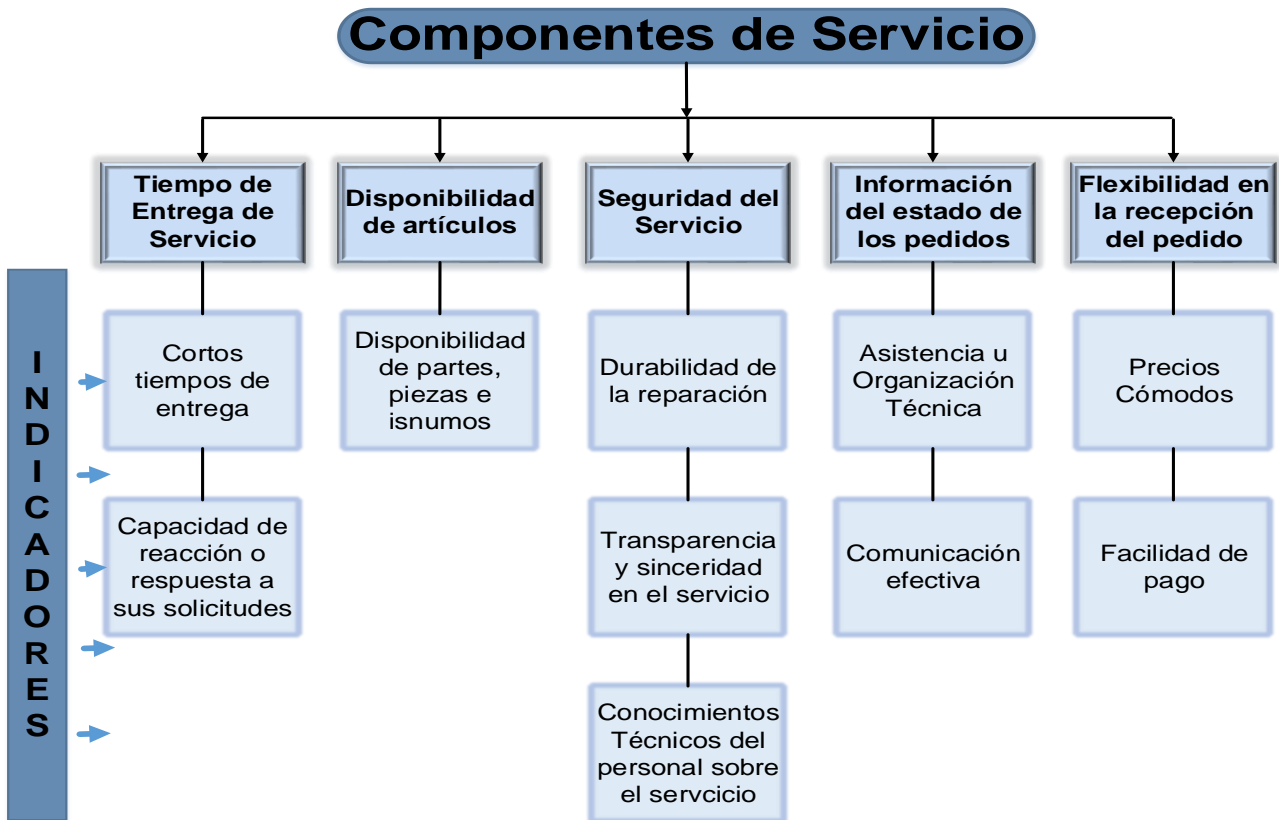 Componentes de Servicio
Tiempo de
Entrega de
Servicio
Disponibilidad
de artículos
Seguridad del
Servicio
Información
del estado de
los pedidos
Flexibilidad en
la recepción
del pedido
INDICADORES
Cortos
tiempos de
entrega
Disponibilidad
de partes,
piezas e
isnumos
Durabilidad de
la reparación
Asistencia u
Organización
Técnica
Precios
Cómodos
Capacidad de
reacción o
respuesta a
sus solicitudes
Transparencia
y sinceridad
en el servicio
Comunicación
efectiva
Facilidad de
pago
Conocimientos
Técnicos del
personal sobre
el servcicio